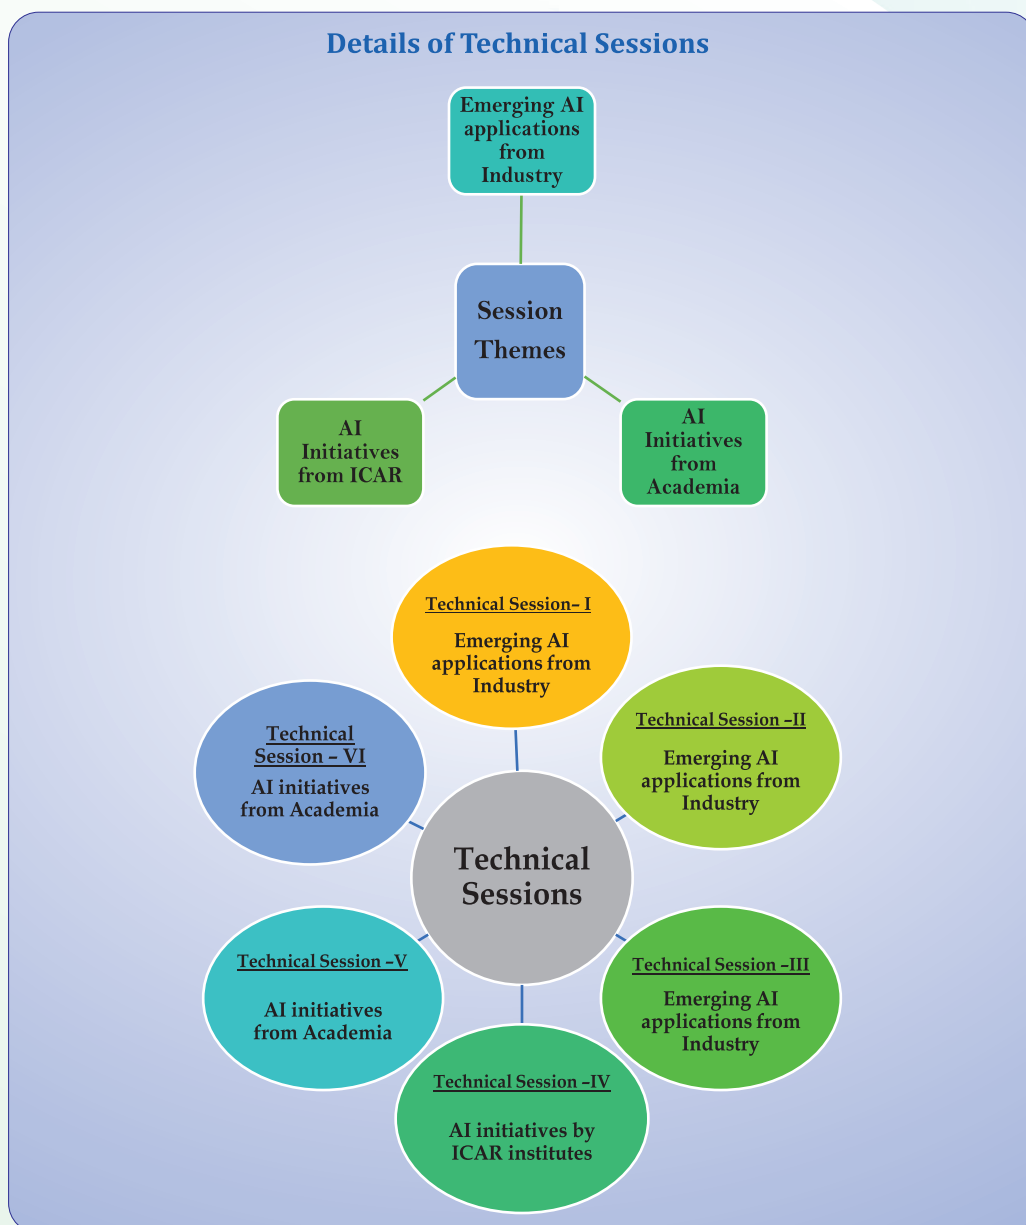 Details of Technical Sessions
Emerging AI
applications
from
Industry
Session
Themes
AI
Initiatives
from ICAR
AI
Initiatives
from
Academia
Technical Session– I
Emerging AI
applications from
Industry
Technical Session –II
Emerging AI
applications from
Industry
Technical
Session – VI
AI initiatives
from Academia
Technical
Sessions
Technical Session –V
AI initiatives
from Academia
Technical Session –III
Emerging AI
applications from
Industry
Technical Session –IV
AI initiatives by
ICAR institutes